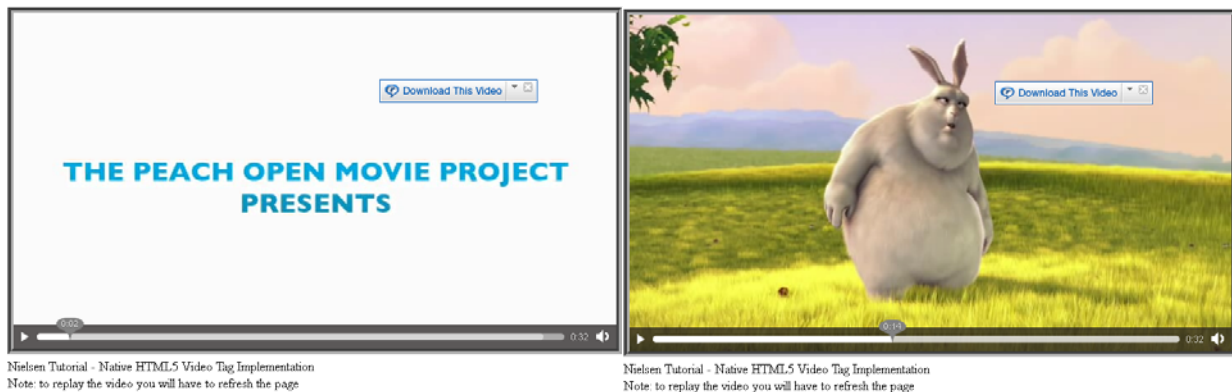 Download This Video
THE PEACH OPEN MOVIE PROJECT
PRESENTS
0:02
0:32
Nielsen Tutorial - Native HTML5 Video Tag Implementation
Note: to replay the video you will have to refresh the page
Download This Video
0:14
0:32
Nielsen Tutorial - Native HTML5 Video Tag Implementation
Note: to replay the video you will have to refresh the page